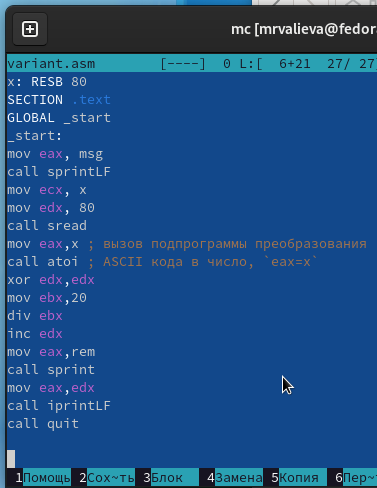 mc [mrvalieva@fedor
variant.asm [----] 0 L:[ 6+21 27/ 27
x: RESB 80
SECTION .text
GLOBAL _start
_start:
mov eax, msg
call sprintLF
mov ecx, x
mov edx, 80
call sread
mov eax,x ; вызов подпрограммы преобразования
call atoi ; ASCII кода в число, `eax=x`
xor edx,edx
mov ebx,20
div ebx
inc edx
mov eax,rem
call sprint
mov eax,edx
call iprintLF
call quit
1Помощь 2Сох~ть 3Блок 4Замена 5Копия 6Пер~т